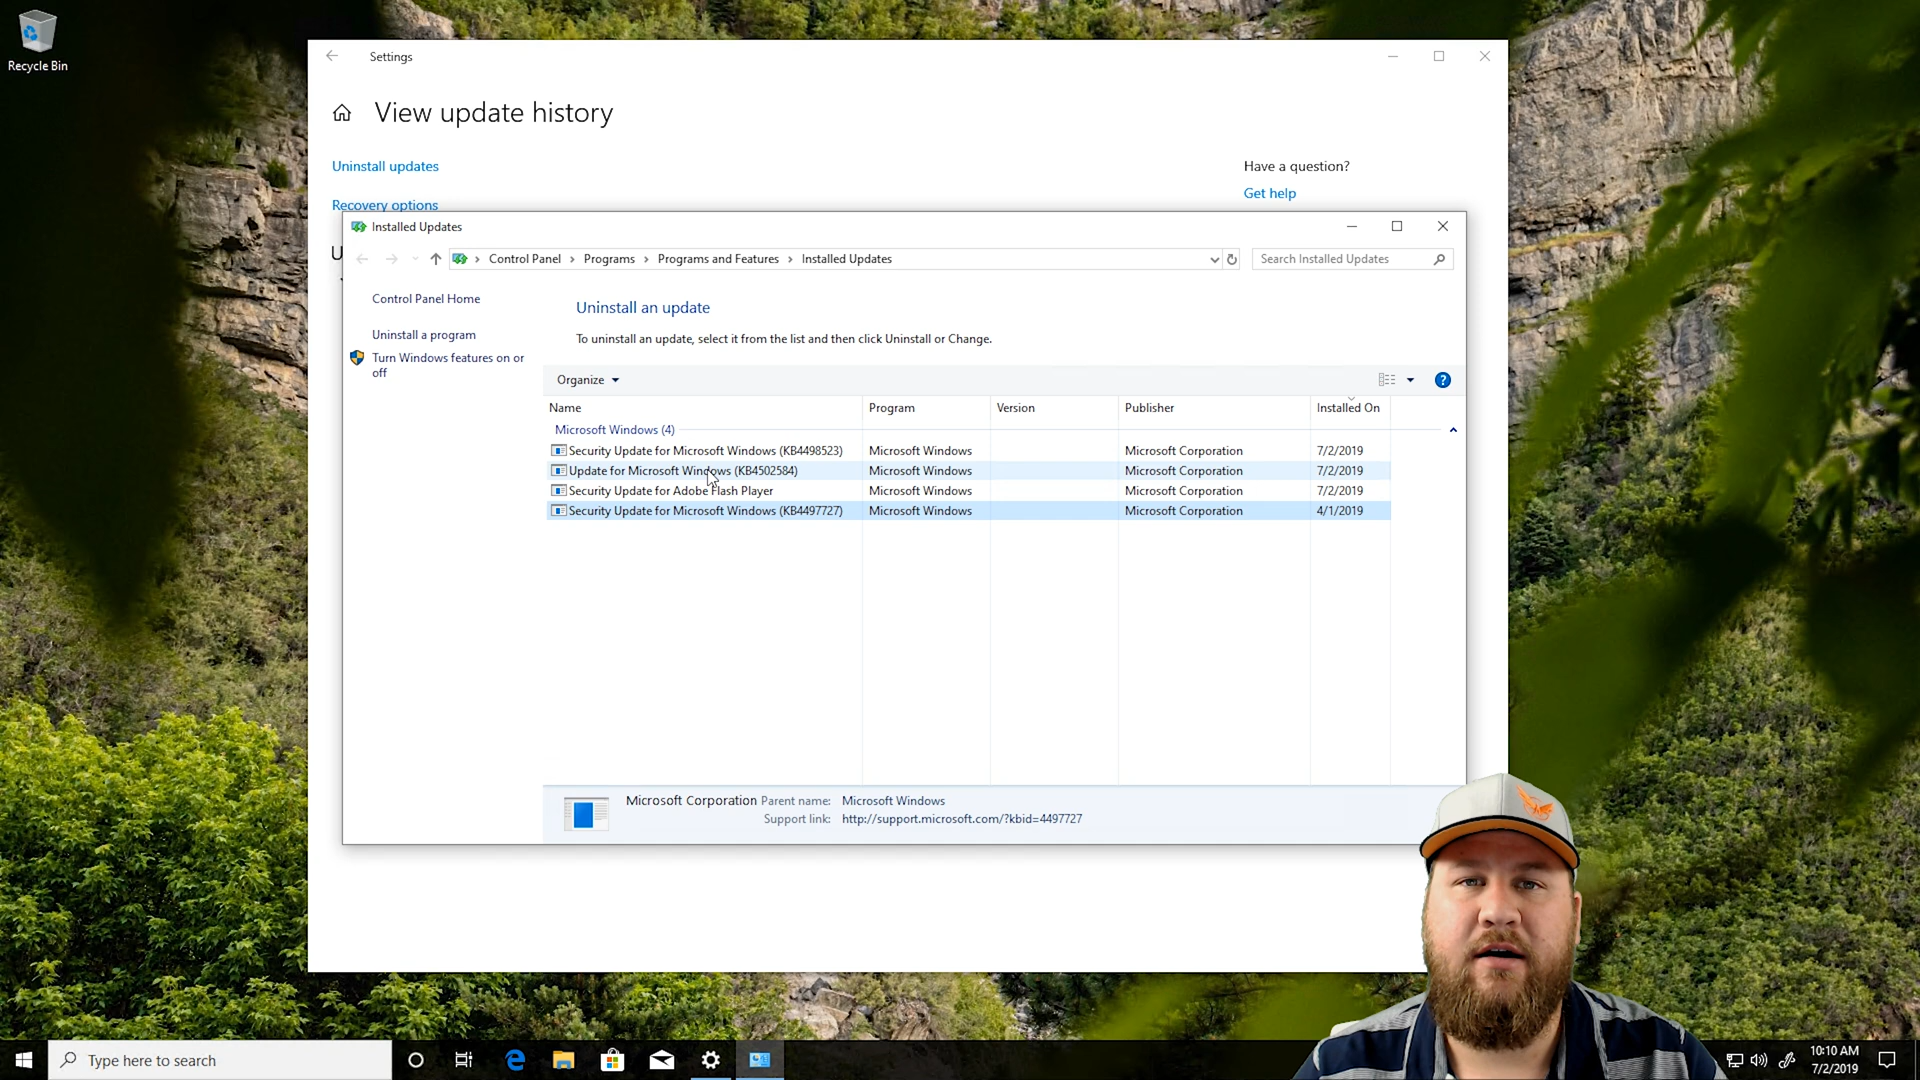 Recycle Bin
Settings
View update history
Uninstall updates
Recovery options
Have a question?
Get help
U
Installed Updates
Control Panel > Programs > Programs and Features > Installed Updates
Search Installed Updates
Control Panel Home
Uninstall a program
Turn Windows features on or
off
Uninstall an update
To uninstall an update, select it from the list and then click Uninstall or Change.
Organize
Name Program Version Publisher Installed On
Microsoft Windows (4)
Security Update for Microsoft Windows (KB4498523) Microsoft Windows Microsoft Corporation 7/2/2019
Update for Microsoft Windows (KB4502584) Microsoft Windows Microsoft Corporation 7/2/2019
Security Update for Adobe Flash Player Microsoft Windows Microsoft Corporation 7/2/2019
Security Update for Microsoft Windows (KB4497727) Microsoft Windows Microsoft Corporation 4/1/2019
Microsoft Corporation Parent name: Microsoft Windows
Support link: http://support.microsoft.com/?kbid=4497727
Type here to search
10:10 AM
7/2/2019